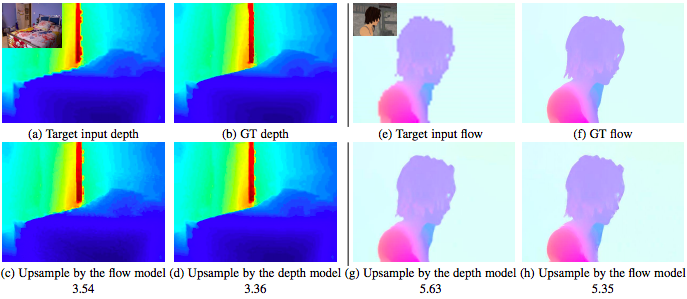 (a) Target input depth
(b) GT depth
(e) Target input flow
(f) GT flow
(c) Upsample by the flow model
(d) Upsample by the depth model
(g) Upsample by the depth model
(h) Upsample by the flow model
3.54
3.36
5.63
5.35